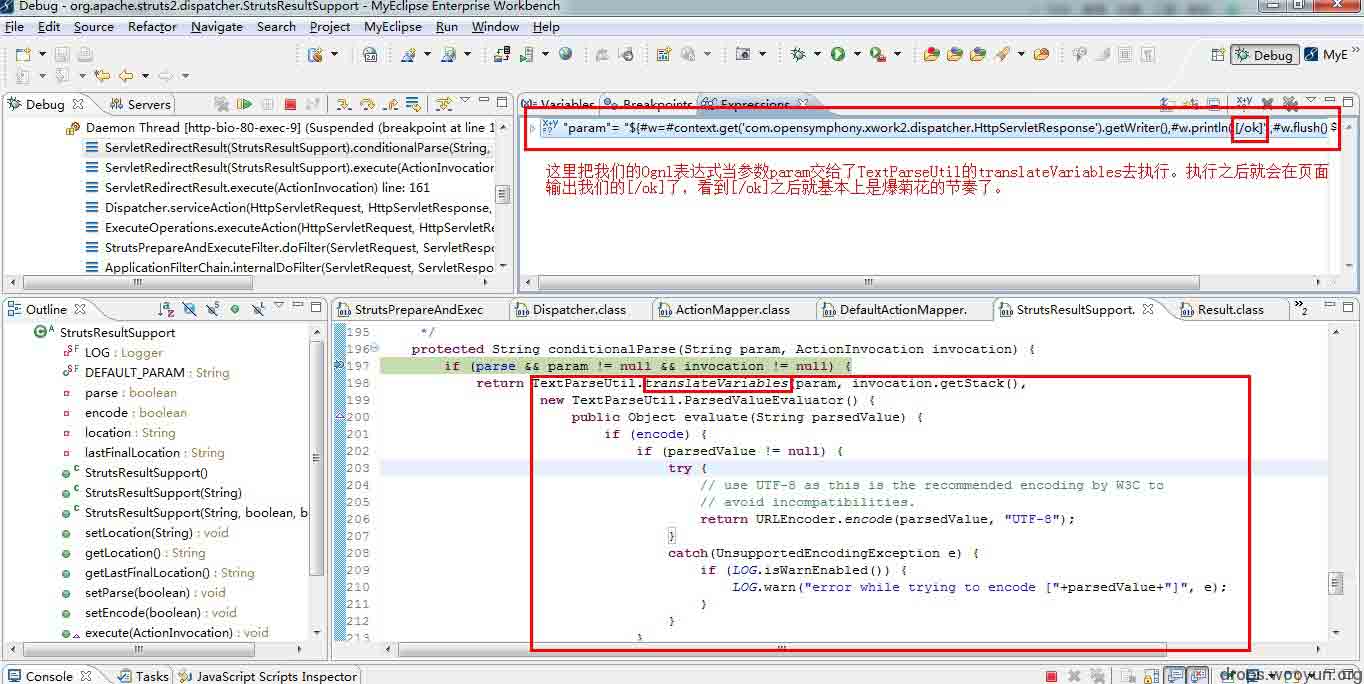 Debug - org.apache.struts2.dispatcher.StrutsResultSupport - MyEclipse Enterprise Workbench
File Edit Source Refactor Navigate Search Project MyEclipse Run Window Help
Debug MyE
Debug Servers
Daemon Thread [http-bio-80-exec-9] (Suspended (breakpoint at line 1
ServletRedirectResult(StrutsResultSupport).conditionalParse(String,
ServletRedirectResult(StrutsResultSupport).execute(ActionInvocation
ServletRedirectResult.execute(ActionInvocation) line: 161
Dispatcher.serviceAction(HttpServletRequest, HttpServletResponse,
ExecuteOperations.executeAction(HttpServletRequest, HttpServletRe
StrutsPrepareAndExecuteFilter.doFilter(ServletRequest, ServletRespo
ApplicationFilterChain.internalDoFilter(ServletRequest, ServletRespo
Variables Breakpoints Expressions
"param"= "${#w=#context.get('com.opensymphony.xwork2.dispatcher.HttpServletResponse').getWriter(),#w.println('[/ok]',#w.flush()
这里把我们的Ognl表达式当参数param交给了TextParseUtil的translateVariables去执行。执行之后就会在页面
输出我们的[/ok]了，看到[/ok]之后就基本上是爆菊花的节奏了。
Outline
StrutsResultSupport
LOG : Logger
DEFAULT_PARAM : String
parse : boolean
encode : boolean
location : String
lastFinalLocation : String
StrutsResultSupport()
StrutsResultSupport(String)
StrutsResultSupport(String, boolean, b
setLocation(String) : void
getLocation() : String
getLastFinalLocation() : String
setParse(boolean) : void
setEncode(boolean) : void
execute(ActionInvocation) : void
StrutsPrepareAndExec Dispatcher.class ActionMapper.class DefaultActionMapper. StrutsResultSupport. Result.class »2
195 */
196 protected String conditionalParse(String param, ActionInvocation invocation) {
197 if (parse && param != null && invocation != null) {
198 return TextParseUtil.translateVariables(param, invocation.getStack(),
199 new TextParseUtil.ParsedValueEvaluator() {
200 public Object evaluate(String parsedValue) {
201 if (encode) {
202 if (parsedValue != null) {
203 try {
204 // use UTF-8 as this is the recommended encoding by W3C to
205 // avoid incompatibilities.
206 return URLEncoder.encode(parsedValue, "UTF-8");
207 }
208 catch(UnsupportedEncodingException e) {
209 if (LOG.isWarnEnabled()) {
210 LOG.warn("error while trying to encode ["+parsedValue+"]", e);
211 }
212 }
213 }
Console Tasks JavaScript Scripts Inspector
drops.wooyun.org